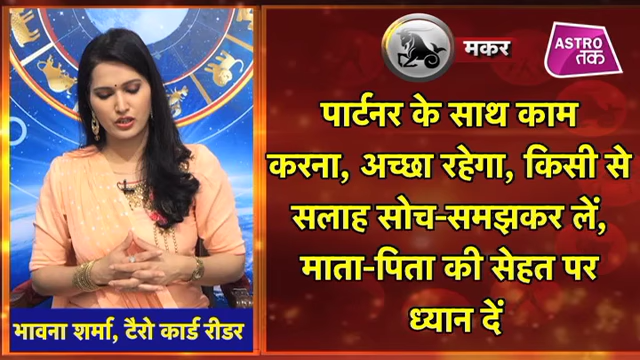 मकर
ASTRO
तक
पार्टनर के साथ काम
करना, अच्छा रहेगा, किसी से
सलाह सोच-समझकर लें,
माता-पिता की सेहत पर
ध्यान दें
भावना शर्मा, टैरो कार्ड रीडर